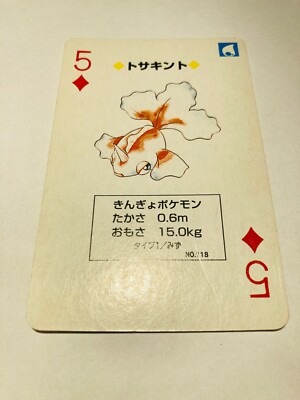 5
トサキント
きんぎょポケモン
たかさ 0.6m
おもさ 15.0kg
タイプ1/みず
NO.118
5